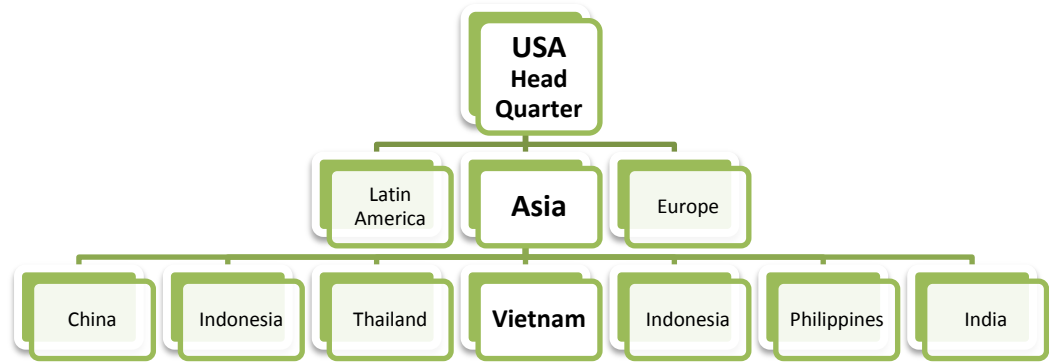 USA
Head
Quarter
Latin
America
Asia
Europe
China
Indonesia
Thailand
Vietnam
Indonesia
Philippines
India